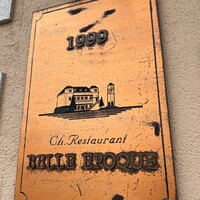 1999
Ch. Restaurant
BELLE EPOQUE